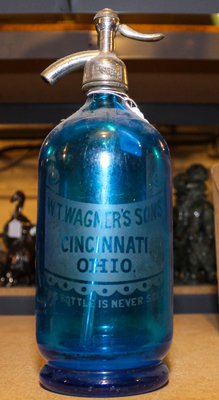 W.T. WAGNER'S SONS
CINCINNATI,
OHIO.
BOTTLE IS NEVER